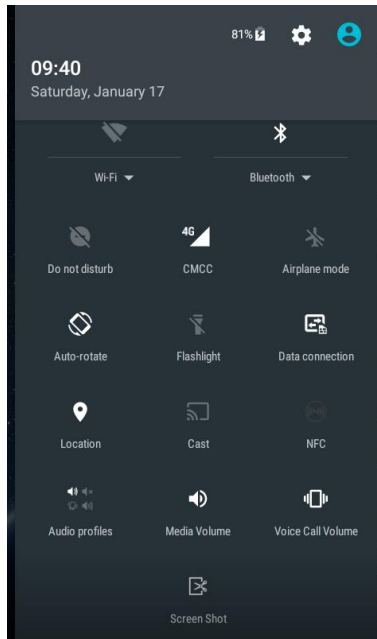 81%
09:40
Saturday, January 17
Wi-Fi
Bluetooth
4G
Do not disturb
CMCC
Airplane mode
Auto-rotate
Flashlight
Data connection
Location
Cast
NFC
Audio profiles
Media Volume
Voice Call Volume
Screen Shot